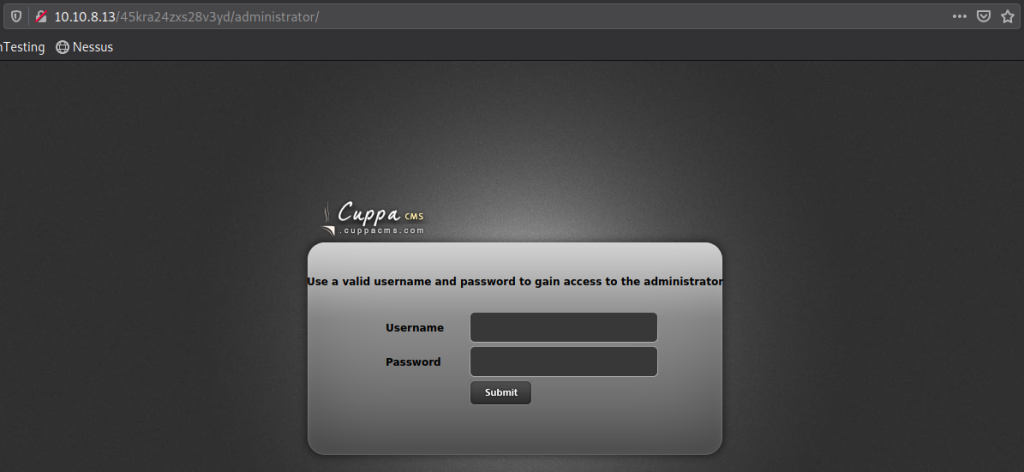 10.10.8.13/45kra24zxs28v3yd/administrator/
nTesting Nessus
Cuppa CMS
.cuppacms.com
Use a valid username and password to gain access to the administrator
Username
Password
Submit